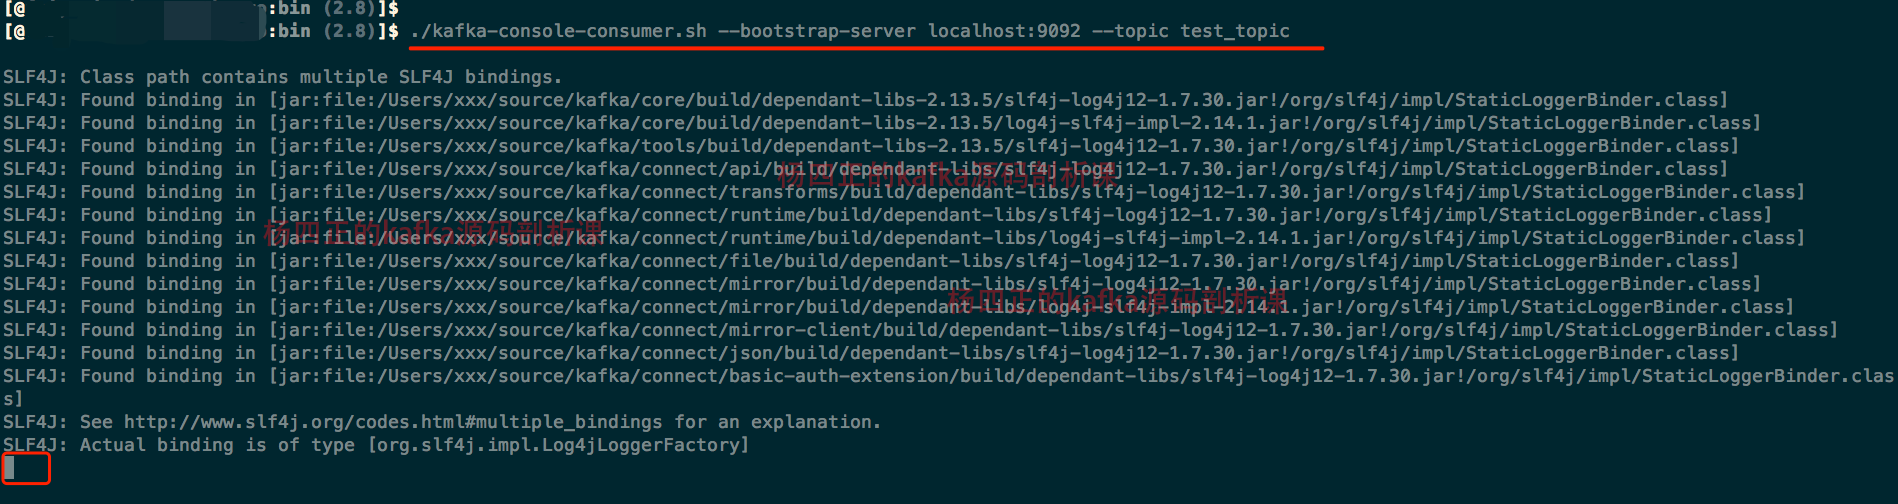 [@:bin (2.8)]$
[@:bin (2.8)]$ ./kafka-console-consumer.sh --bootstrap-server localhost:9092 --topic test_topic
SLF4J: Class path contains multiple SLF4J bindings.
SLF4J: Found binding in [jar:file:/Users/xxx/source/kafka/core/build/dependant-libs-2.13.5/slf4j-log4j12-1.7.30.jar!/org/slf4j/impl/StaticLoggerBinder.class]
SLF4J: Found binding in [jar:file:/Users/xxx/source/kafka/core/build/dependant-libs-2.13.5/log4j-slf4j-impl-2.14.1.jar!/org/slf4j/impl/StaticLoggerBinder.class]
SLF4J: Found binding in [jar:file:/Users/xxx/source/kafka/tools/build/dependant-libs-2.13.5/slf4j-log4j12-1.7.30.jar!/org/slf4j/impl/StaticLoggerBinder.class]
SLF4J: Found binding in [jar:file:/Users/xxx/source/kafka/connect/api/build/dependant-libs/slf4j-log4j12-1.7.30.jar!/org/slf4j/impl/StaticLoggerBinder.class]
杨四正的kafka源码剖析课
SLF4J: Found binding in [jar:file:/Users/xxx/source/kafka/connect/transforms/build/dependant-libs/slf4j-log4j12-1.7.30.jar!/org/slf4j/impl/StaticLoggerBinder.class]
SLF4J: Found binding in [jar:file:/Users/xxx/source/kafka/connect/runtime/build/dependant-libs/slf4j-log4j12-1.7.30.jar!/org/slf4j/impl/StaticLoggerBinder.class]
杨四正的kafka源码剖析课
SLF4J: Found binding in [jar:file:/Users/xxx/source/kafka/connect/runtime/build/dependant-libs/log4j-slf4j-impl-2.14.1.jar!/org/slf4j/impl/StaticLoggerBinder.class]
SLF4J: Found binding in [jar:file:/Users/xxx/source/kafka/connect/file/build/dependant-libs/slf4j-log4j12-1.7.30.jar!/org/slf4j/impl/StaticLoggerBinder.class]
SLF4J: Found binding in [jar:file:/Users/xxx/source/kafka/connect/mirror/build/dependant-libs/slf4j-log4j12-1.7.30.jar!/org/slf4j/impl/StaticLoggerBinder.class]
杨四正的kafka源码剖析课
SLF4J: Found binding in [jar:file:/Users/xxx/source/kafka/connect/mirror/build/dependant-libs/log4j-slf4j-impl-2.14.1.jar!/org/slf4j/impl/StaticLoggerBinder.class]
SLF4J: Found binding in [jar:file:/Users/xxx/source/kafka/connect/mirror-client/build/dependant-libs/slf4j-log4j12-1.7.30.jar!/org/slf4j/impl/StaticLoggerBinder.class]
SLF4J: Found binding in [jar:file:/Users/xxx/source/kafka/connect/json/build/dependant-libs/slf4j-log4j12-1.7.30.jar!/org/slf4j/impl/StaticLoggerBinder.class]
SLF4J: Found binding in [jar:file:/Users/xxx/source/kafka/connect/basic-auth-extension/build/dependant-libs/slf4j-log4j12-1.7.30.jar!/org/slf4j/impl/StaticLoggerBinder.clas
s]
SLF4J: See http://www.slf4j.org/codes.html#multiple_bindings for an explanation.
SLF4J: Actual binding is of type [org.slf4j.impl.Log4jLoggerFactory]